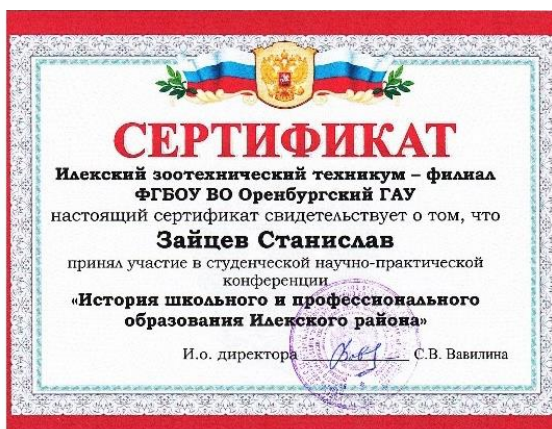 СЕРТИФИКАТ
Илекский зоотехнический техникум – филиал
ФГБОУ ВО Оренбургский ГАУ
настоящий сертификат свидетельствует о том, что
Зайцев Станислав
принял участие в студенческой научно-практической
конференции
«История школьного и профессионального
образования Илекского района»
И.о. директора С.В. Вавилина